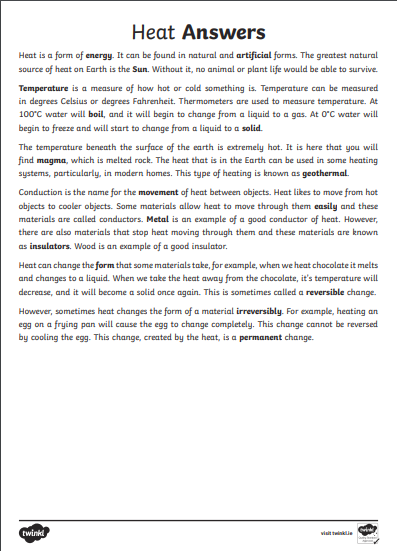 Heat Answers
Heat is a form of energy. It can be found in natural and artificial forms. The greatest natural
source of heat on Earth is the Sun. Without it, no animal or plant life would be able to survive.
Temperature is a measure of how hot or cold something is. Temperature can be measured
in degrees Celsius or degrees Fahrenheit. Thermometers are used to measure temperature. At
100°C water will boil, and it will begin to change from a liquid to a gas. At 0°C water will
begin to freeze and will start to change from a liquid to a solid.
The temperature beneath the surface of the earth is extremely hot. It is here that you will
find magma, which is melted rock. The heat that is in the Earth can be used in some heating
systems, particularly, in modern homes. This type of heating is known as geothermal.
Conduction is the name for the movement of heat between objects. Heat likes to move from hot
objects to cooler objects. Some materials allow heat to move through them easily and these
materials are called conductors. Metal is an example of a good conductor of heat. However,
there are also materials that stop heat moving through them and these materials are known
as insulators. Wood is an example of a good insulator.
Heat can change the form that some materials take, for example, when we heat chocolate it melts
and changes to a liquid. When we take the heat away from the chocolate, it's temperature will
decrease, and it will become a solid once again. This is sometimes called a reversible change.
However, sometimes heat changes the form of a material irreversibly. For example, heating an
egg on a frying pan will cause the egg to change completely. This change cannot be reversed
by cooling the egg. This change, created by the heat, is a permanent change.
twinkl
visit twinkl.ie
twinkl